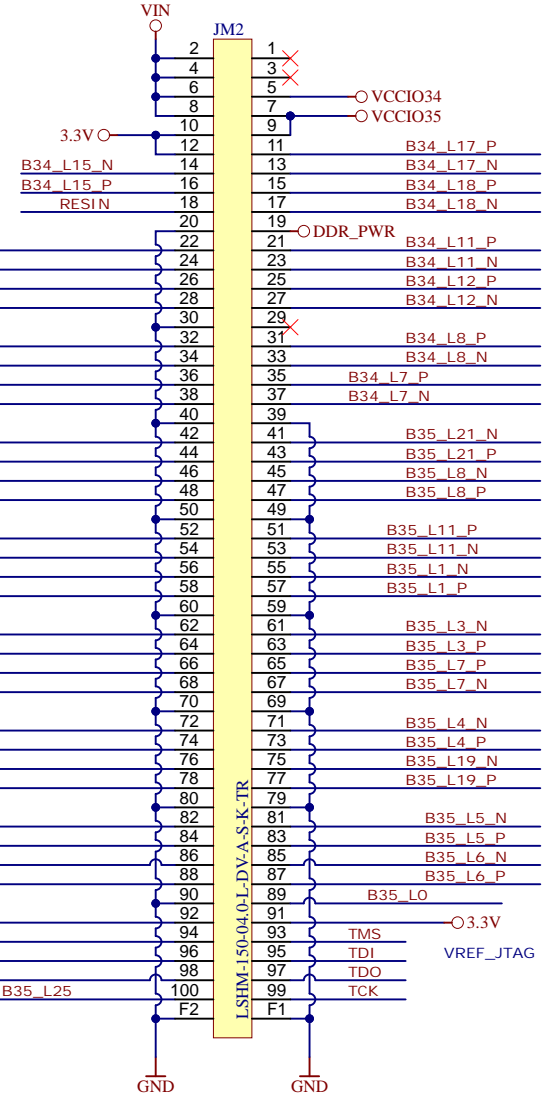 VIN
JM2
2 1
4 3
6 5 VCCIO34
8 7 VCCIO35
10 9
3.3V
12 11 B34_L17_P
B34_L15_N 14 13 B34_L17_N
B34_L15_P 16 15 B34_L18_P
RESIN 18 17 B34_L18_N
20 19 DDR_PWR
22 21 B34_L11_P
24 23 B34_L11_N
26 25 B34_L12_P
28 27 B34_L12_N
30 29
32 31 B34_L8_P
34 33 B34_L8_N
36 35 B34_L7_P
38 37 B34_L7_N
40 39
42 41 B35_L21_N
44 43 B35_L21_P
46 45 B35_L8_N
48 47 B35_L8_P
50 49
52 51 B35_L11_P
54 53 B35_L11_N
56 55 B35_L1_N
58 57 B35_L1_P
60 59
62 61 B35_L3_N
64 63 B35_L3_P
66 65 B35_L7_P
68 67 B35_L7_N
70 69
72 71 B35_L4_N
74 73 B35_L4_P
76 75 B35_L19_N
78 77 B35_L19_P
80 79
82 81 B35_L5_N
84 83 B35_L5_P
86 85 B35_L6_N
88 87 B35_L6_P
90 89 B35_L0
92 91 3.3V
94 93 TMS
96 95 TDI VREF_JTAG
98 97 TDO
B35_L25 100 99 TCK
F2 F1
LSHM-150-04.0-L-DV-A-S-K-TR
GND GND